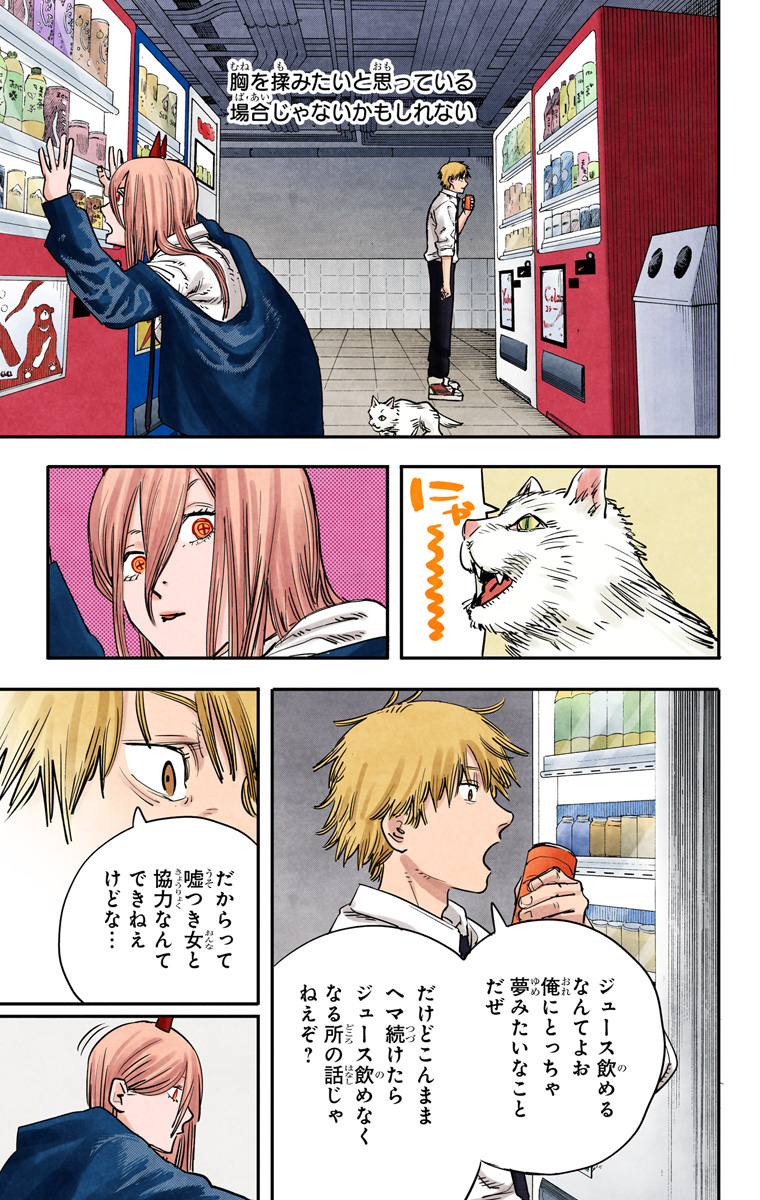 胸を揉みたいと思っている
場合じゃないかもしれない
にゃ〜
ジュース飲める
なんてよお
俺にとっちゃ
夢みたいなこと
だぜ
だけどこんまま
ヘマ続けたら
ジュース飲めなく
なる所の話じゃ
ねえぞ？
だからって
嘘つき女と
協力なんて
できねえ
けどな…